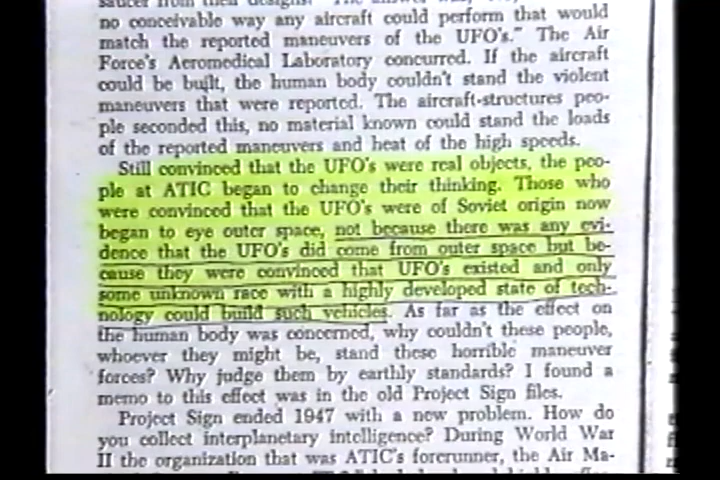 saucer from their designs? The answer was,
no conceivable way any aircraft could perform that would
match the reported maneuvers of the UFO's." The Air
Force's Aeromedical Laboratory concurred. If the aircraft
could be built, the human body couldn't stand the violent
maneuvers that were reported. The aircraft-structures peo-
ple seconded this, no material known could stand the loads
of the reported maneuvers and heat of the high speeds.
Still convinced that the UFO's were real objects, the peo-
ple at ATIC began to change their thinking. Those who
were convinced that the UFO's were of Soviet origin now
began to eye outer space, not because there was any evi-
dence that the UFO's did come from outer space but be-
cause they were convinced that UFO's existed and only
some unknown race with a highly developed state of tech-
nology could build such vehicles. As far as the effect on
the human body was concerned, why couldn't these people,
whoever they might be, stand these horrible maneuver
forces? Why judge them by earthly standards? I found a
memo to this effect was in the old Project Sign files.
Project Sign ended 1947 with a new problem. How do
you collect interplanetary intelligence? During World War
II the organization that was ATIC's forerunner, the Air Ma-